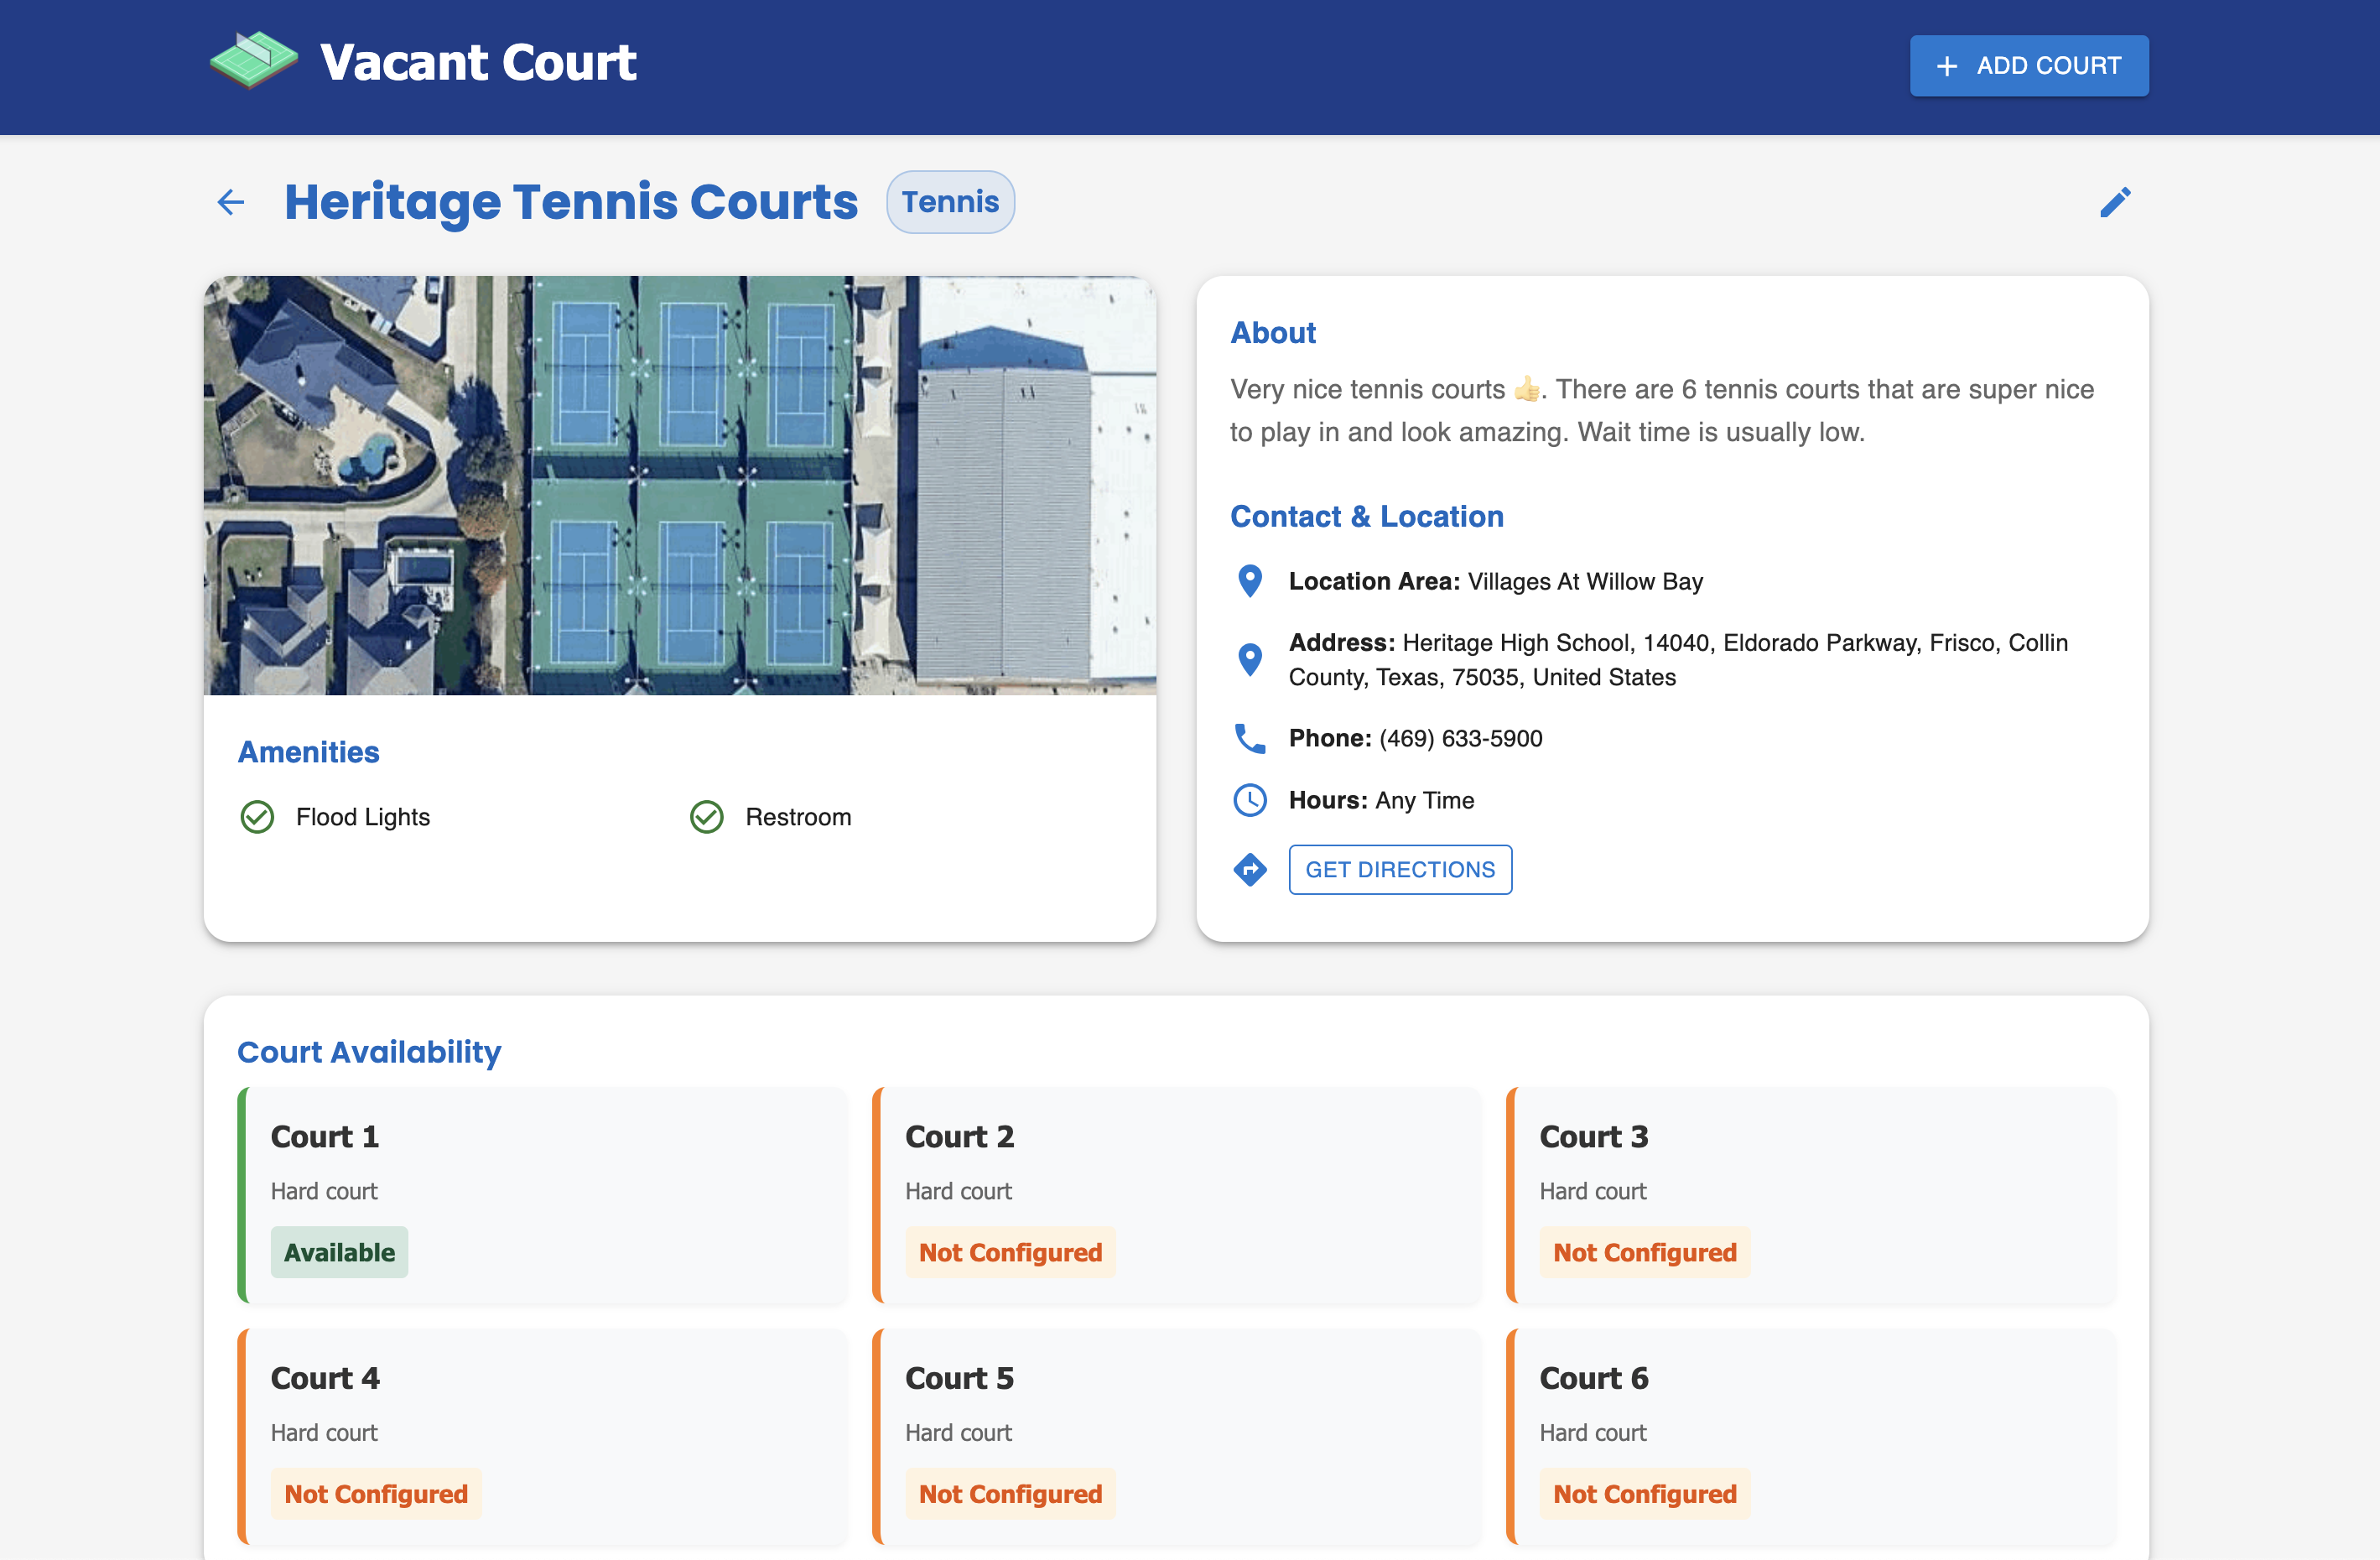 Vacant Court
+ ADD COURT
Heritage Tennis Courts
Tennis
Amenities
Flood Lights
Restroom
About
Very nice tennis courts 👍. There are 6 tennis courts that are super nice
to play in and look amazing. Wait time is usually low.
Contact & Location
Location Area: Villages At Willow Bay
Address: Heritage High School, 14040, Eldorado Parkway, Frisco, Collin
County, Texas, 75035, United States
Phone: (469) 633-5900
Hours: Any Time
GET DIRECTIONS
Court Availability
Court 1
Hard court
Available
Court 2
Hard court
Not Configured
Court 3
Hard court
Not Configured
Court 4
Hard court
Not Configured
Court 5
Hard court
Not Configured
Court 6
Hard court
Not Configured